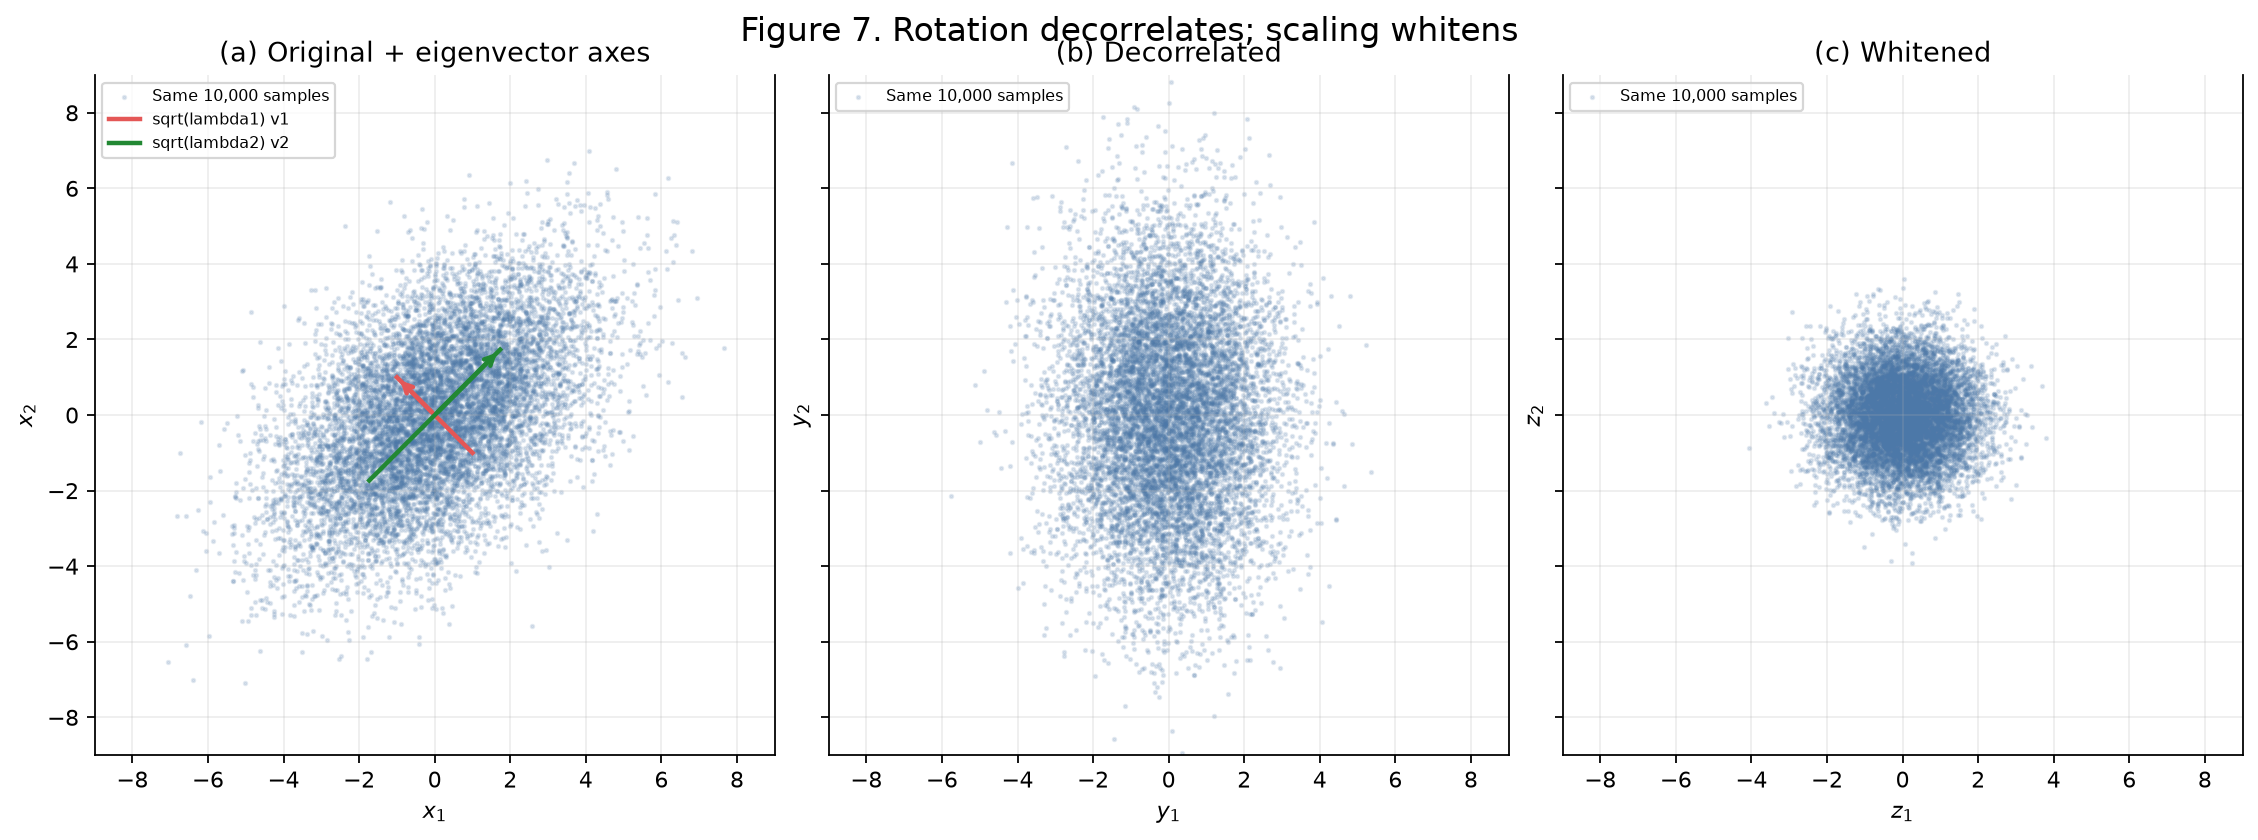 Figure 7. Rotation decorrelates; scaling whitens
(a) Original + eigenvector axes
Same 10,000 samples
sqrt(lambda1) v1
sqrt(lambda2) v2
8
6
4
2
0
−2
−4
−6
−8
x₂
−8 −6 −4 −2 0 2 4 6 8
x₁
(b) Decorrelated
Same 10,000 samples
y₂
−8 −6 −4 −2 0 2 4 6 8
y₁
(c) Whitened
Same 10,000 samples
z₂
−8 −6 −4 −2 0 2 4 6 8
z₁